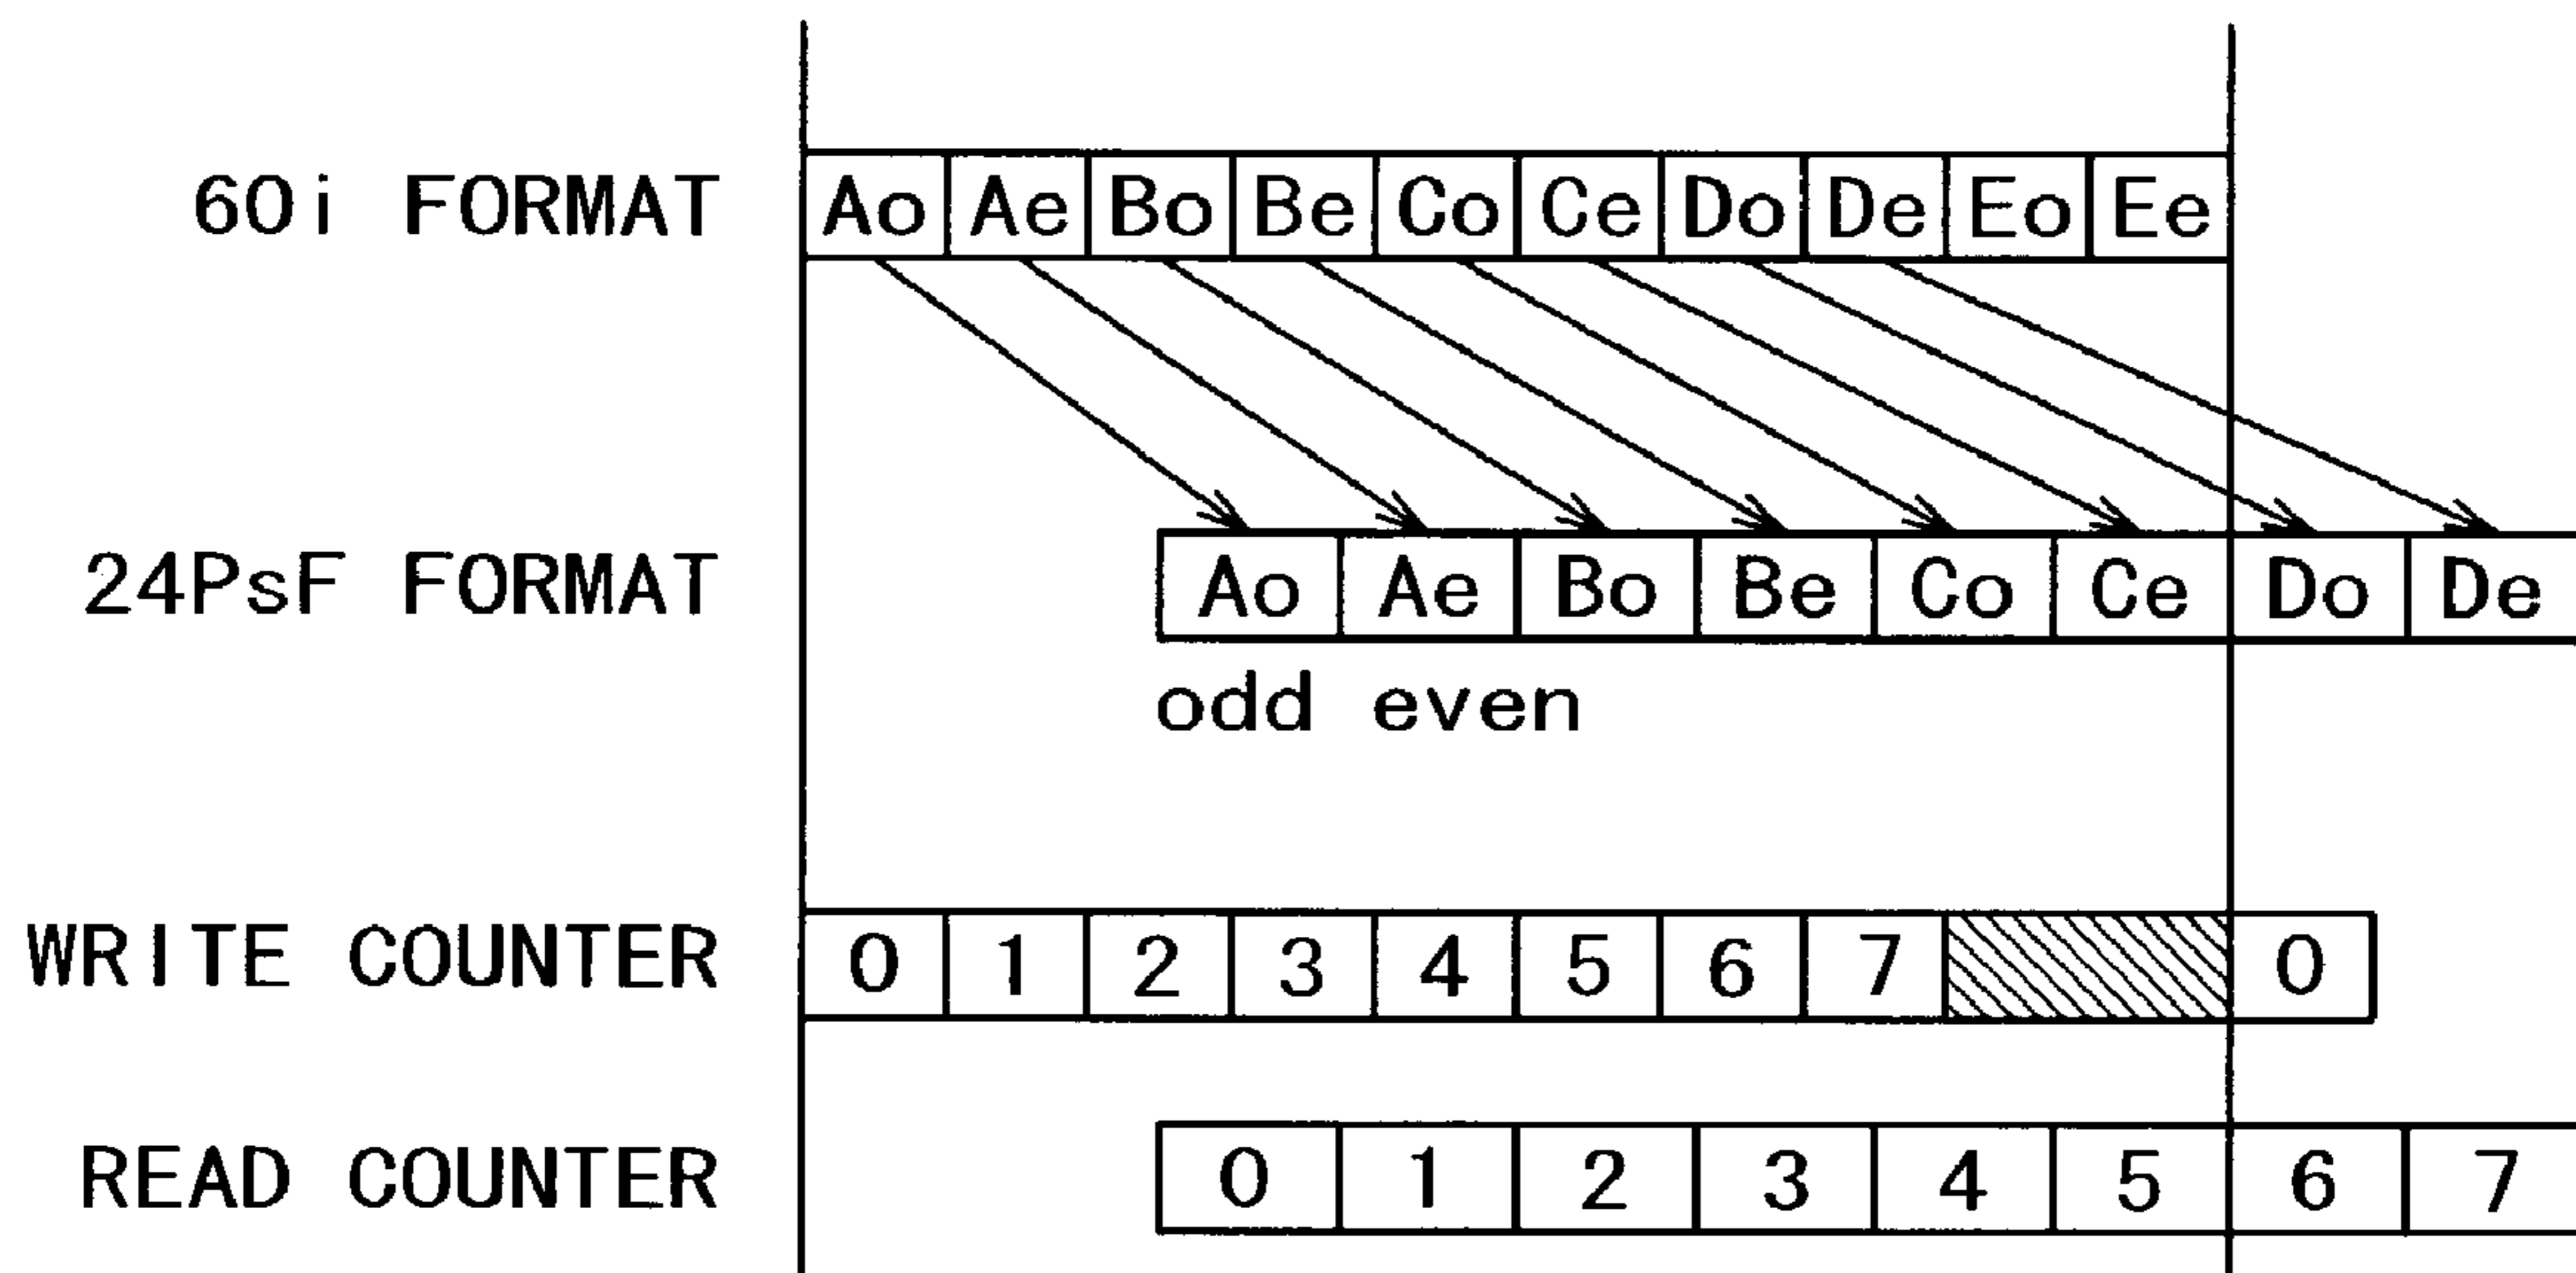 60i FORMAT Ao Ae Bo Be Co Ce Do De Eo Ee
24PsF FORMAT Ao Ae Bo Be Co Ce Do De
odd even
WRITE COUNTER 0 1 2 3 4 5 6 7 0
READ COUNTER 0 1 2 3 4 5 6 7